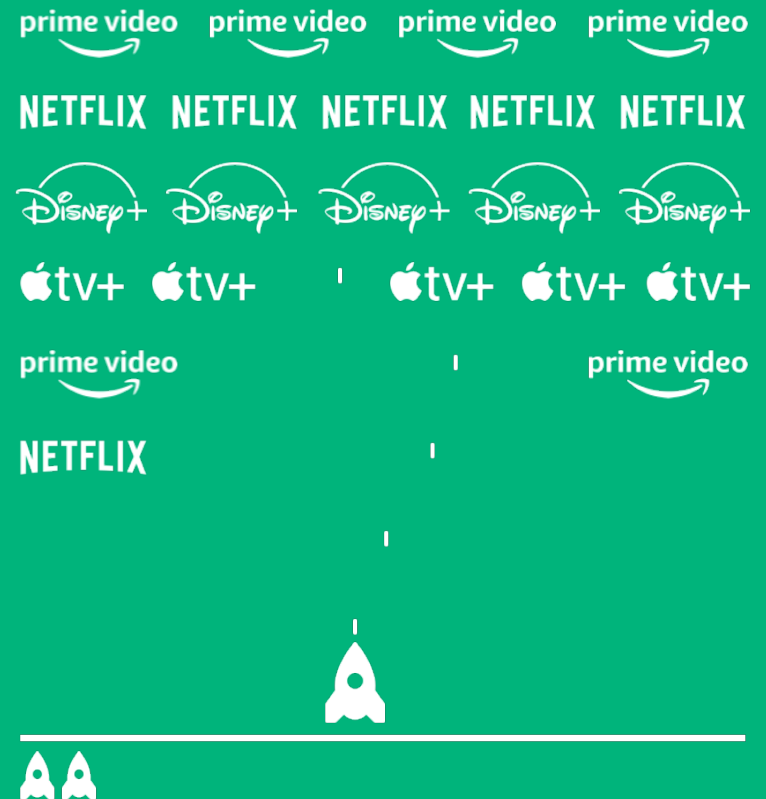 prime video prime video prime video prime video
NETFLIX NETFLIX NETFLIX NETFLIX NETFLIX
Disney+ Disney+ Disney+ Disney+ Disney+
tv+ tv+ tv+ tv+ tv+
prime video prime video
NETFLIX